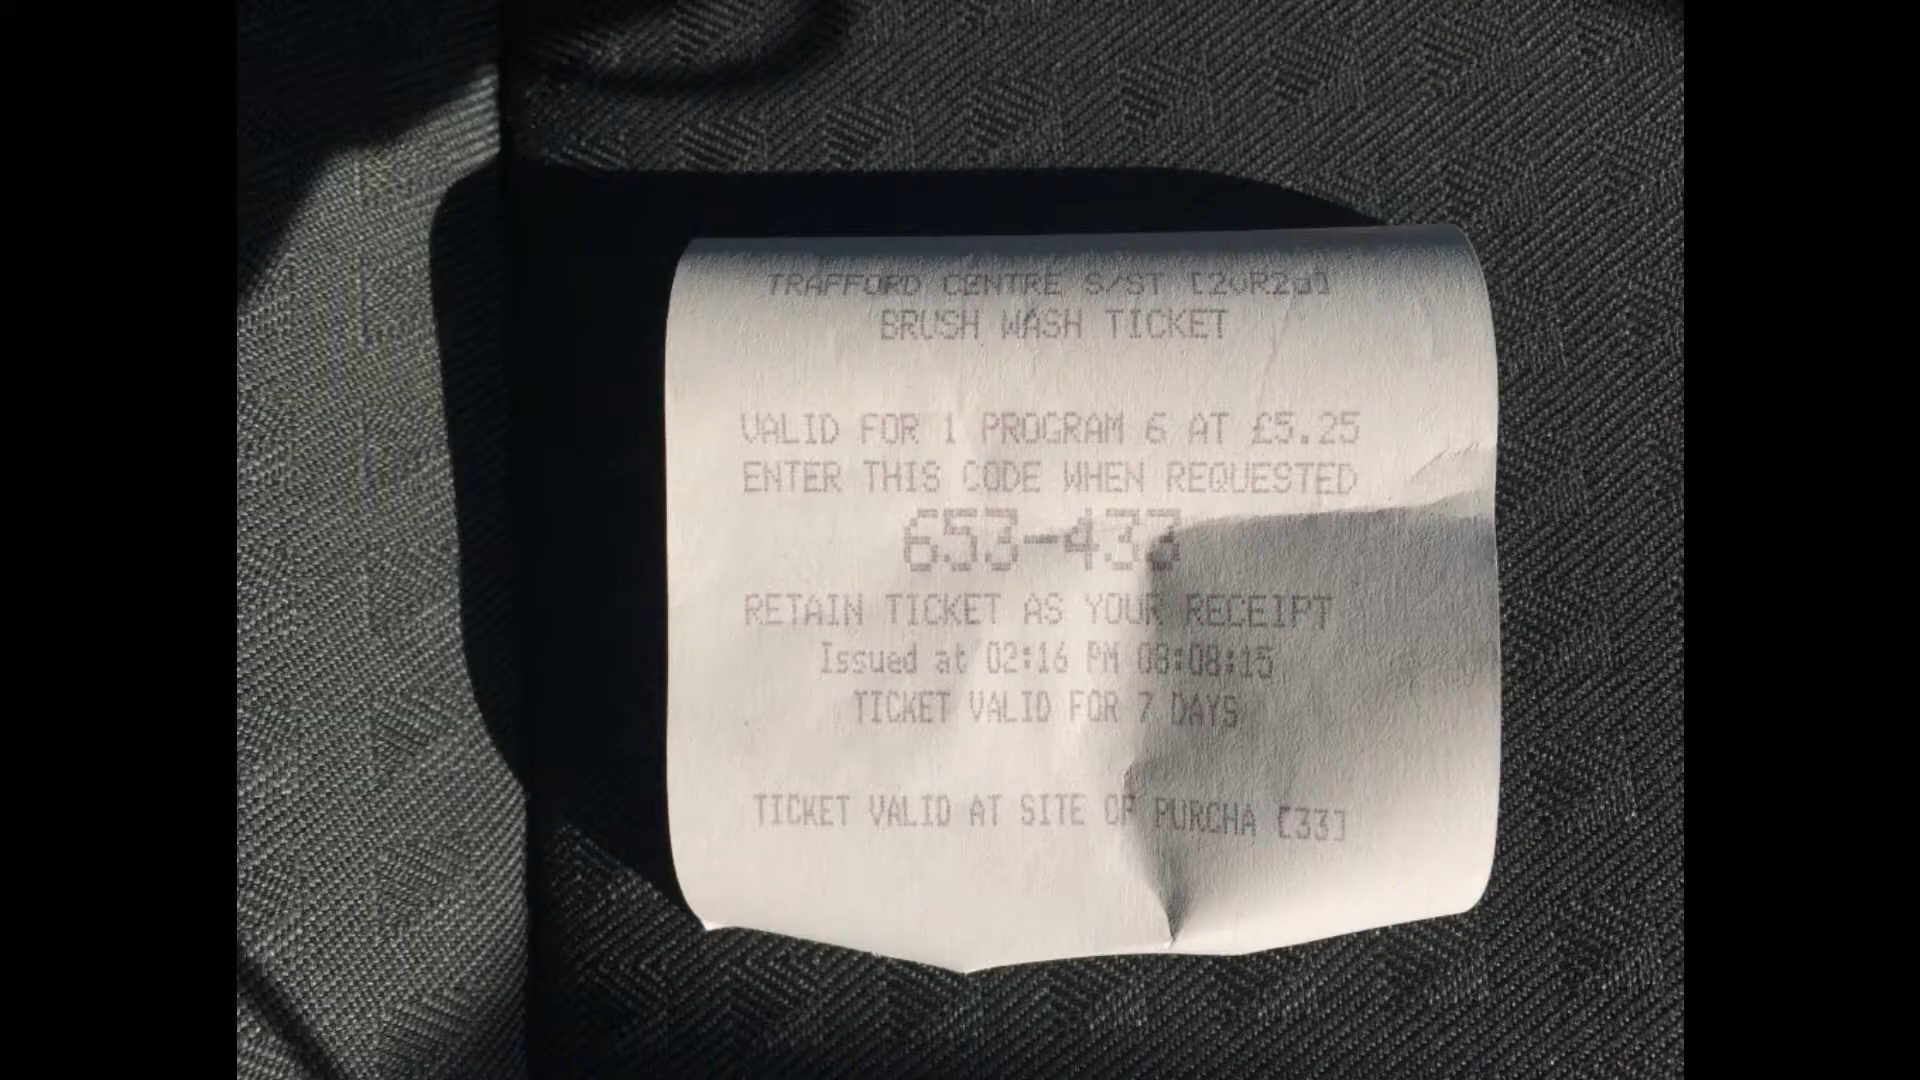 TRAFFORD CENTRE S/ST [2vR2a]
BRUSH WASH TICKET
VALID FOR 1 PROGRAM 6 AT £5.25
ENTER THIS CODE WHEN REQUESTED
653-433
RETAIN TICKET AS YOUR RECEIPT
Issued at 02:16 PM 08:08:15
TICKET VALID FOR 7 DAYS
TICKET VALID AT SITE OF PURCHA [33]